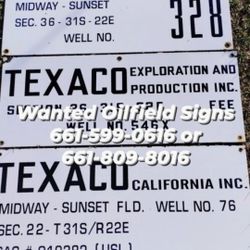 MIDWAY - SUNSET
SEC. 36 - 31S - 22E
WELL NO.
328
TEXACO EXPLORATION AND
PRODUCTION INC.
Wanted Oilfield Signs
FEE
WELL NO.
661-599-0616 or
661-809-8016
TEXACO CALIFORNIA INC.
MIDWAY - SUNSET FLD. WELL NO. 76
SEC. 22 - T31S/R22E